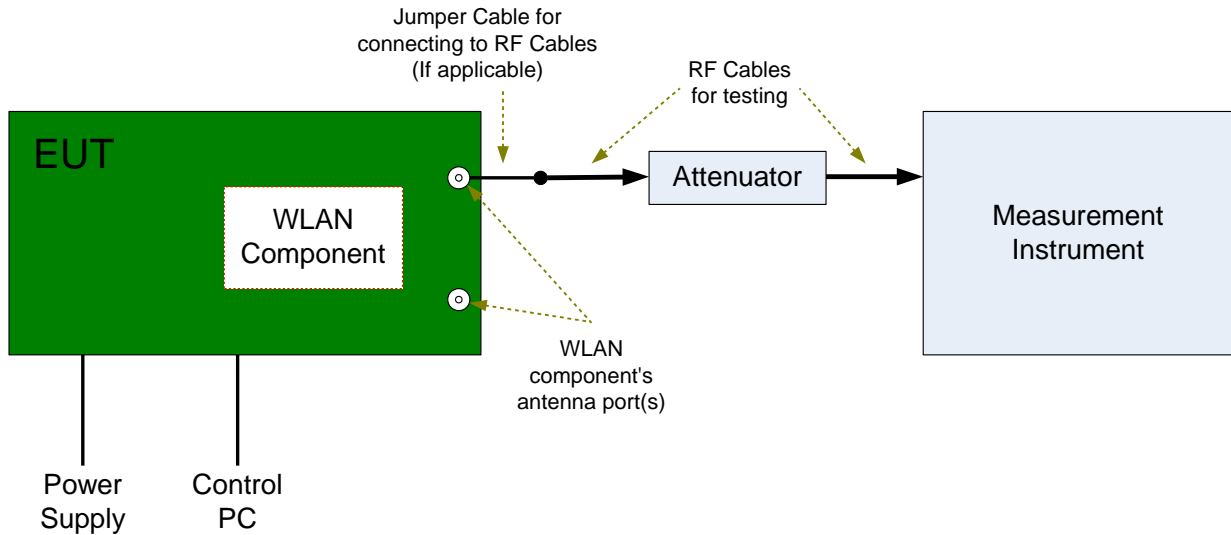 Jumper Cable for
connecting to RF Cables
(If applicable)
RF Cables
for testing
EUT
WLAN
Component
Attenuator
Measurement
Instrument
WLAN
component's
antenna port(s)
Power
Supply
Control
PC